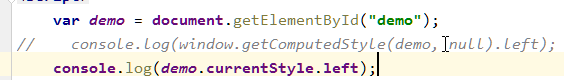 var demo = document.getElementById("demo");
//    console.log(window.getComputedStyle(demo, null).left);
console.log(demo.currentStyle.left);